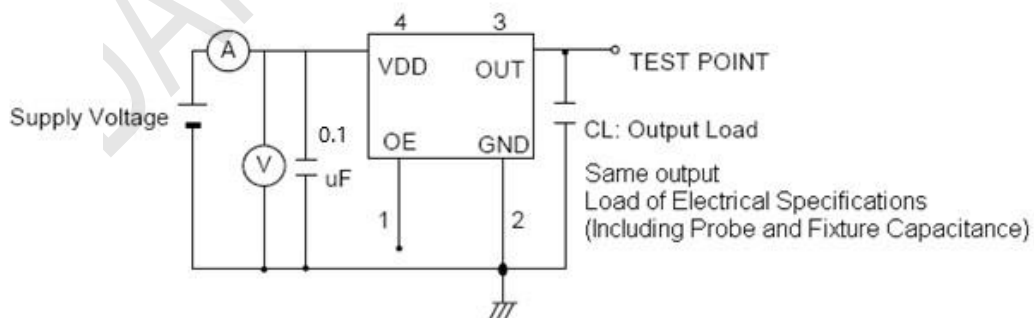 4 3
A
VDD OUT
TEST POINT
Supply Voltage
0.1
OE GND
CL: Output Load
V
uF
Same output
Load of Electrical Specifications
1 2
(Including Probe and Fixture Capacitance)